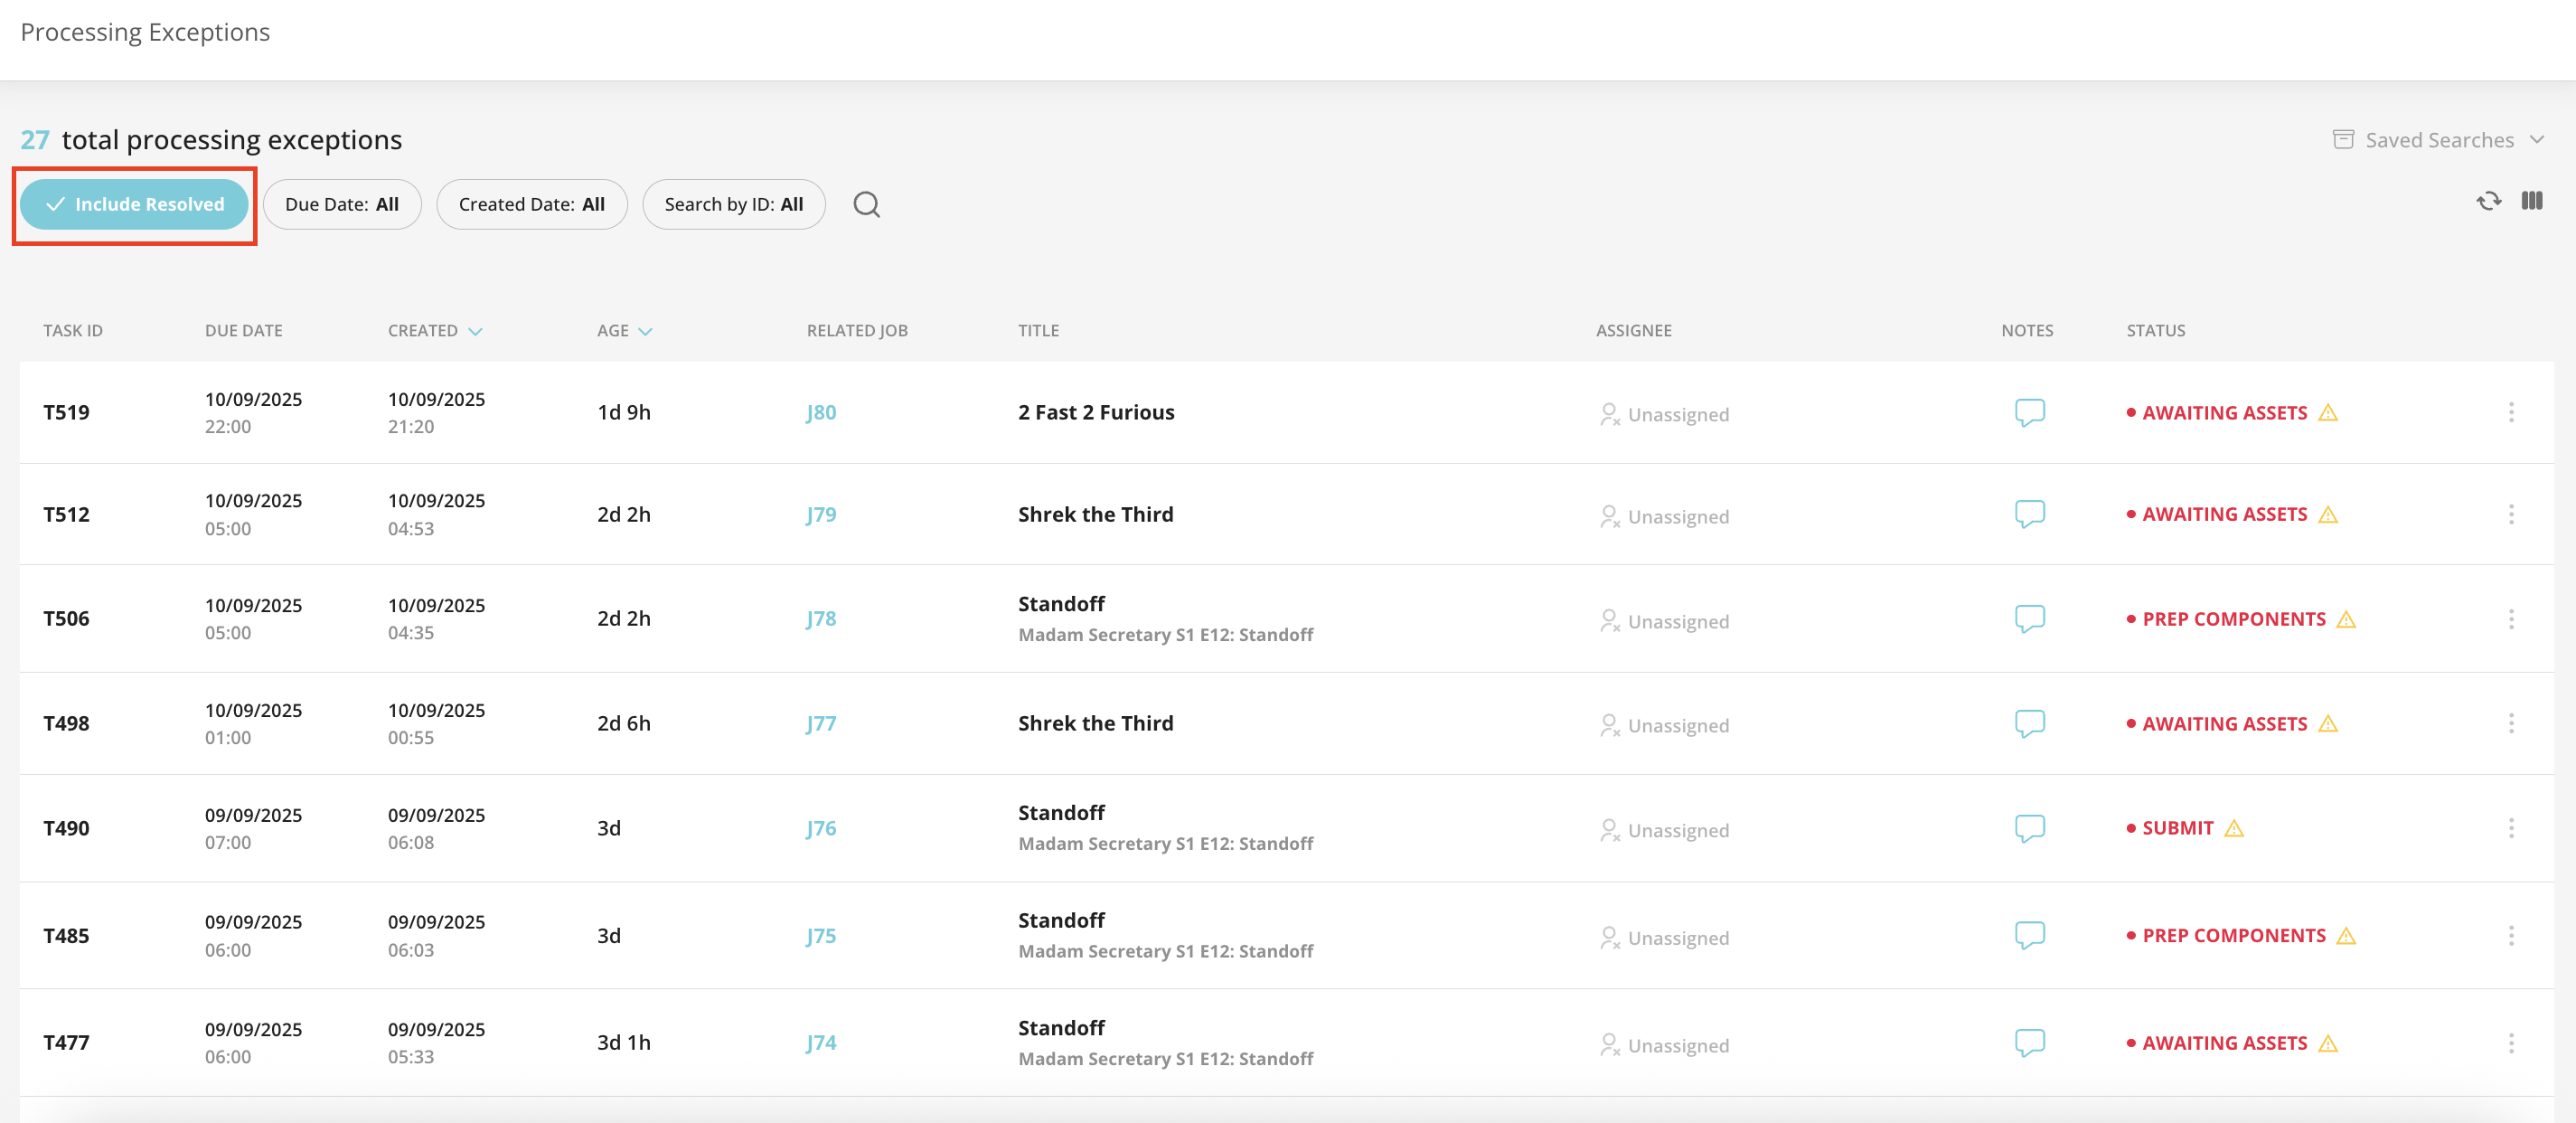 Processing Exceptions
27 total processing exceptions
Saved Searches
Include Resolved
Due Date: All
Created Date: All
Search by ID: All
TASK ID DUE DATE CREATED AGE RELATED JOB TITLE ASSIGNEE NOTES STATUS
T519 10/09/2025 10/09/2025 1d 9h J80 2 Fast 2 Furious Unassigned AWAITING ASSETS
22:00 21:20
T512 10/09/2025 10/09/2025 2d 2h J79 Shrek the Third Unassigned AWAITING ASSETS
05:00 04:53
T506 10/09/2025 10/09/2025 2d 2h J78 Standoff Unassigned PREP COMPONENTS
05:00 04:35 Madam Secretary S1 E12: Standoff
T498 10/09/2025 10/09/2025 2d 6h J77 Shrek the Third Unassigned AWAITING ASSETS
01:00 00:55
T490 09/09/2025 09/09/2025 3d J76 Standoff Unassigned SUBMIT
07:00 06:08 Madam Secretary S1 E12: Standoff
T485 09/09/2025 09/09/2025 3d J75 Standoff Unassigned PREP COMPONENTS
06:00 06:03 Madam Secretary S1 E12: Standoff
T477 09/09/2025 09/09/2025 3d 1h J74 Standoff Unassigned AWAITING ASSETS
06:00 05:33 Madam Secretary S1 E12: Standoff